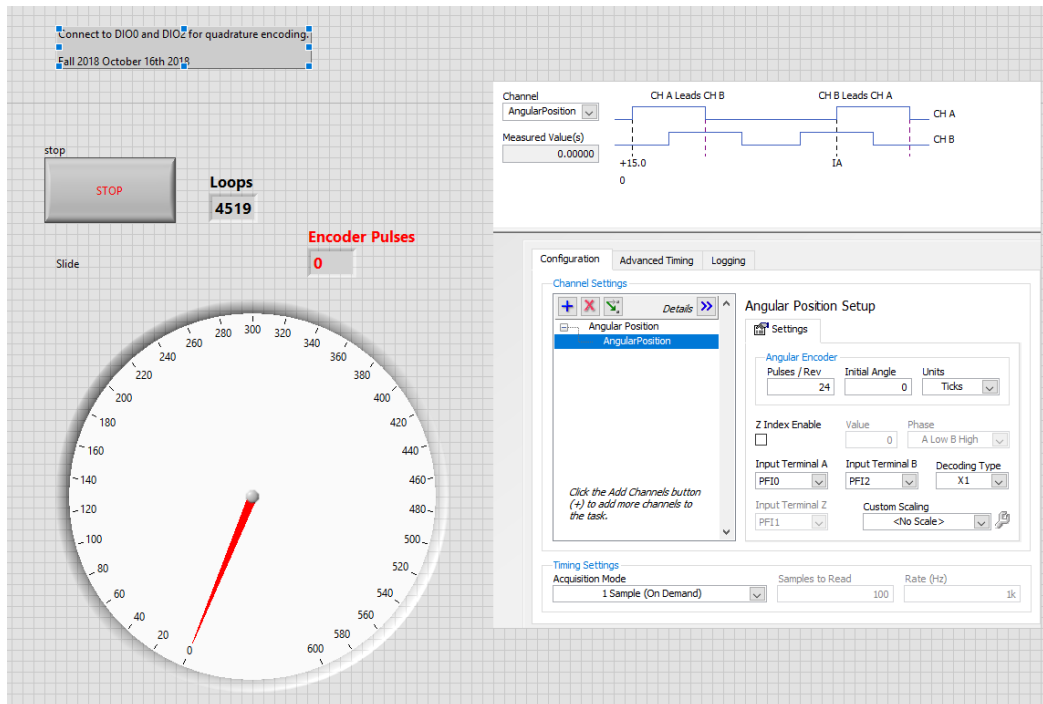 Connect to DIO0 and DIO2 for quadrature encoding.
Fall 2018 October 16th 2018
stop
STOP
Loops
4519
Encoder Pulses
0
Slide
0
20
40
60
80
100
120
140
160
180
200
220
240
260
280
300
320
340
360
380
400
420
440
460
480
500
520
540
560
580
600
Channel
AngularPosition
Measured Value(s)
0.00000
CH A Leads CH B
CH B Leads CH A
CH A
CH B
+15.0
0
IA
Configuration Advanced Timing Logging
Channel Settings
Details
Angular Position
AngularPosition
Click the Add Channels button
(+) to add more channels to
the task.
Angular Position Setup
Settings
Angular Encoder
Pulses / Rev Initial Angle Units
24 0 Ticks
Z Index Enable Value Phase
0 A Low B High
Input Terminal A Input Terminal B Decoding Type
PFI0 PFI2 X1
Input Terminal Z Custom Scaling
PFI1 <No Scale>
Timing Settings
Acquisition Mode Samples to Read Rate (Hz)
1 Sample (On Demand) 100 1k